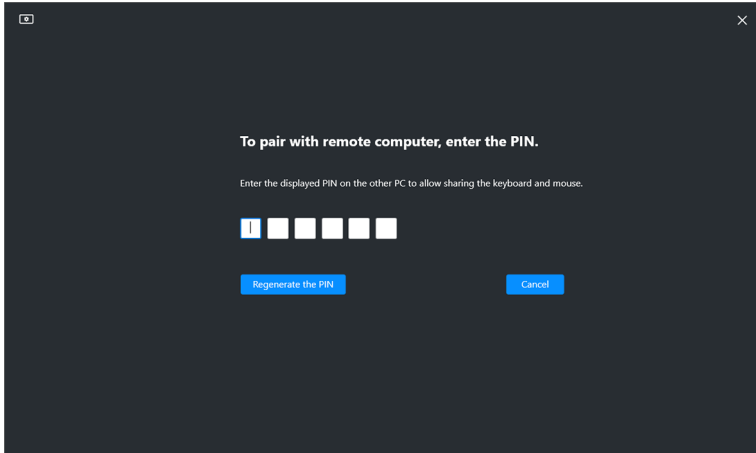 To pair with remote computer, enter the PIN.
Enter the displayed PIN on the other PC to allow sharing the keyboard and mouse.
Regenerate the PIN
Cancel